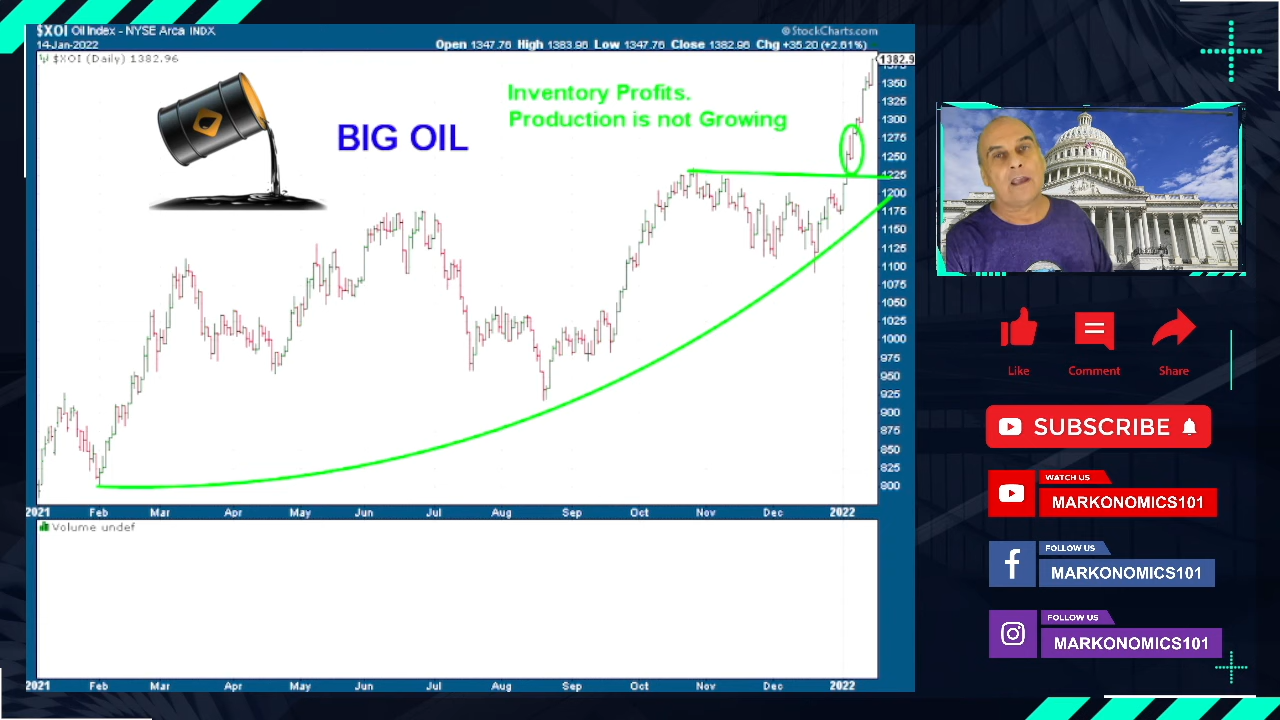 $XOI Oil Index - NYSE Arca INDX
© StockCharts.com
14-Jan-2022
Open 1347.76 High 1383.96 Low 1347.76 Close 1382.96 Chg +35.20 (+2.61%)
$XOI (Daily) 1382.96
1382.9
1375
1350
1325
1300
1275
1250
1225
1200
1175
1150
1125
1100
1075
1050
1025
1000
975
950
925
900
875
850
825
800
Inventory Profits.
Production is not Growing
BIG OIL
2021 Feb Mar Apr May Jun Jul Aug Sep Oct Nov Dec 2022
Volume undef
2021 Feb Mar Apr May Jun Jul Aug Sep Oct Nov Dec 2022
Like Comment Share
SUBSCRIBE
WATCH US
MARKONOMICS101
FOLLOW US
MARKONOMICS101
FOLLOW US
MARKONOMICS101